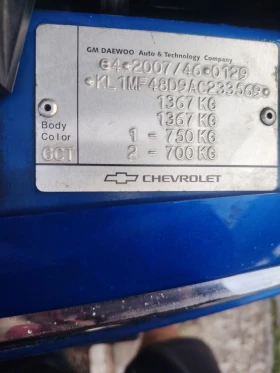 GM DAEWOO Auto & Technology Company
e4*2007/46*0129
*KL1MF48D9AC233569*
1367 KG
1367 KG
Body Color 1 - 750 KG
GCT 2 - 700 KG
CHEVROLET